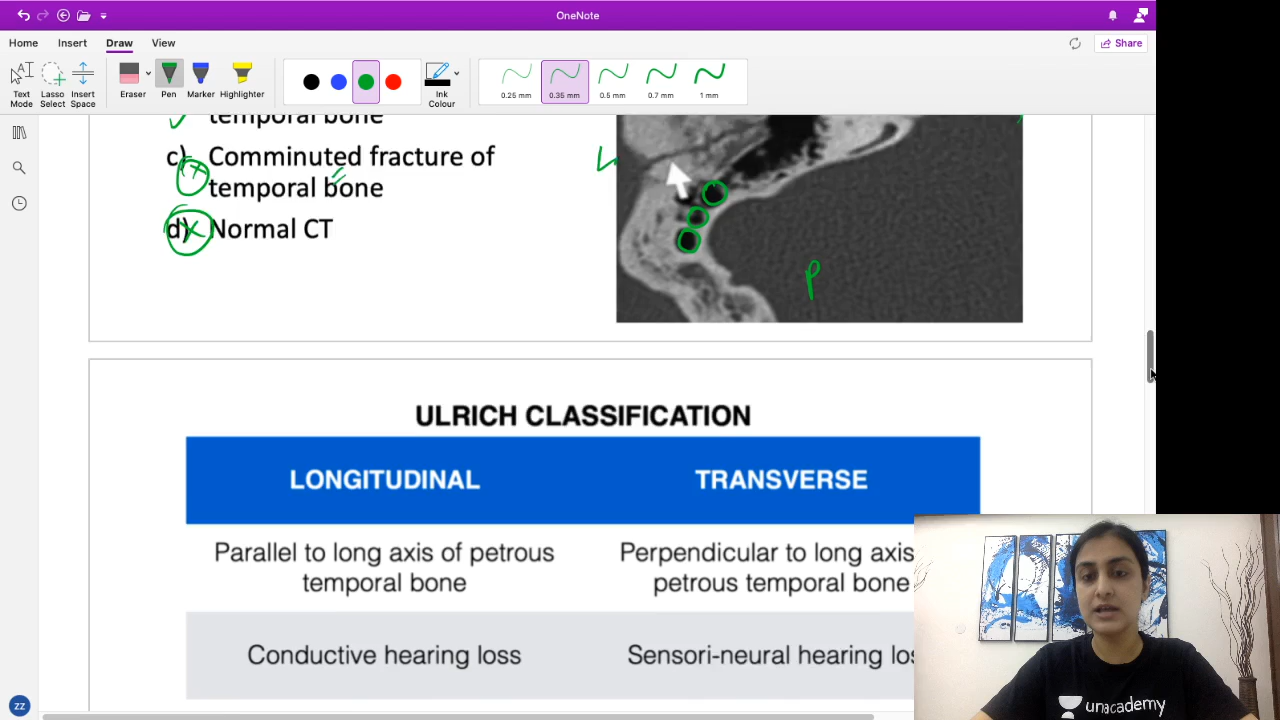 OneNote
Home Insert Draw View
Share
Text Mode
Lasso Select
Insert Space
Eraser
Pen
Marker
Highlighter
Ink Colour
0.25 mm
0.35 mm
0.5 mm
0.7 mm
1 mm
temporal bone
c) Comminuted fracture of
temporal bone
d) Normal CT
P
ULRICH CLASSIFICATION
LONGITUDINAL TRANSVERSE
Parallel to long axis of petrous
temporal bone
Perpendicular to long axis
petrous temporal bone
Conductive hearing loss
Sensori-neural hearing los
unacademy
ZZ